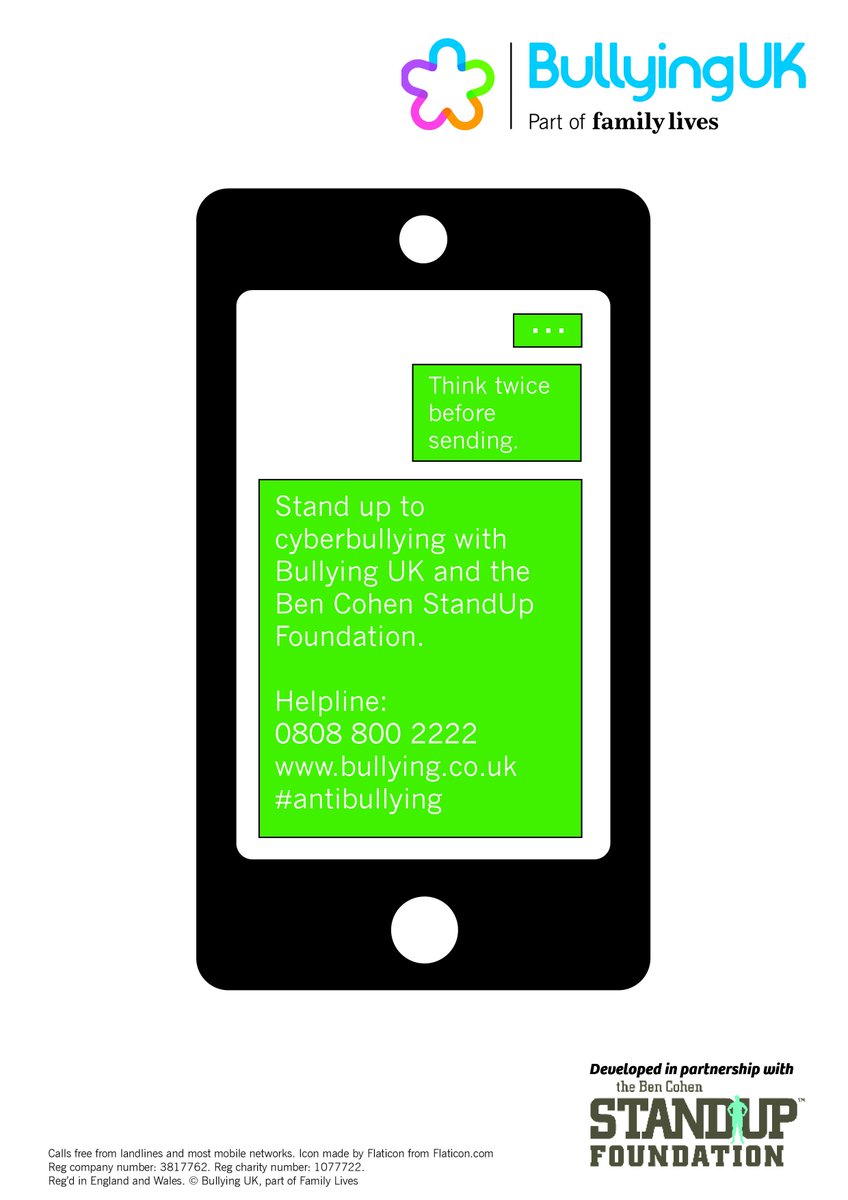 BullyingUK
Part of family lives
...
Think twice
before
sending.
Stand up to
cyberbullying with
Bullying UK and the
Ben Cohen StandUp
Foundation.
Helpline:
0808 800 2222
www.bullying.co.uk
#antibullying
Developed in partnership with
the Ben Cohen
STANDUP™
FOUNDATION
Calls free from landlines and most mobile networks. Icon made by Flaticon from Flaticon.com
Reg company number: 3817762. Reg charity number: 1077722.
Reg'd in England and Wales. © Bullying UK, part of Family Lives